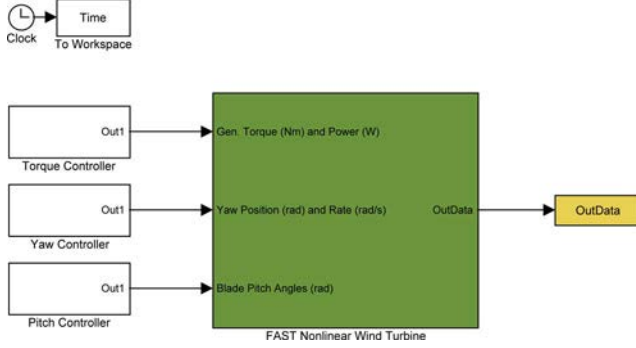 Time
Clock
To Workspace
Out1
Gen. Torque (Nm) and Power (W)
Torque Controller
Out1
Yaw Position (rad) and Rate (rad/s)
OutData
OutData
Yaw Controller
Out1
Blade Pitch Angles (rad)
Pitch Controller
FAST Nonlinear Wind Turbine